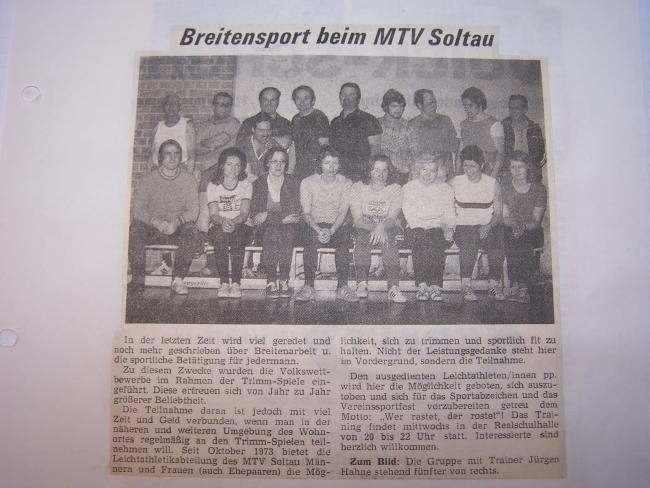 Breitensport beim MTV Soltau
In der letzten Zeit wird viel geredet und
noch mehr geschrieben über Breitenarbeit u.
die sportliche Betätigung für jedermann.
Zu diesem Zwecke wurden die Volkswett-
bewerbe im Rahmen der Trimm-Spiele ein-
geführt. Diese erfreuen sich von Jahr zu Jahr
größerer Beliebtheit.
Die Teilnahme daran ist jedoch mit viel
Zeit und Geld verbunden, wenn man in der
näheren und weiteren Umgebung des Wohn-
ortes regelmäßig an den Trimm-Spielen teil-
nehmen will. Seit Oktober 1973 bietet die
Leichtathletikabteilung des MTV Soltau Män-
nern und Frauen (auch Ehepaaren) die Mög-
lichkeit, sich zu trimmen und sportlich fit zu
halten. Nicht der Leistungsgedanke steht hier
im Vordergrund, sondern die Teilnahme.
Den ausgedienten Leichtathleten/innen pp.
wird hier die Möglichkeit geboten, sich auszu-
toben und sich für das Sportabzeichen und das
Vereinssportfest vorzubereiten getreu dem
Motto: „Wer rastet, der rostet“! Das Trai-
ning findet mittwochs in der Realschulhalle
von 20 bis 22 Uhr statt. Interessierte sind
herzlich willkommen.
Zum Bild: Die Gruppe mit Trainer Jürgen
Hahne stehend fünfter von rechts.